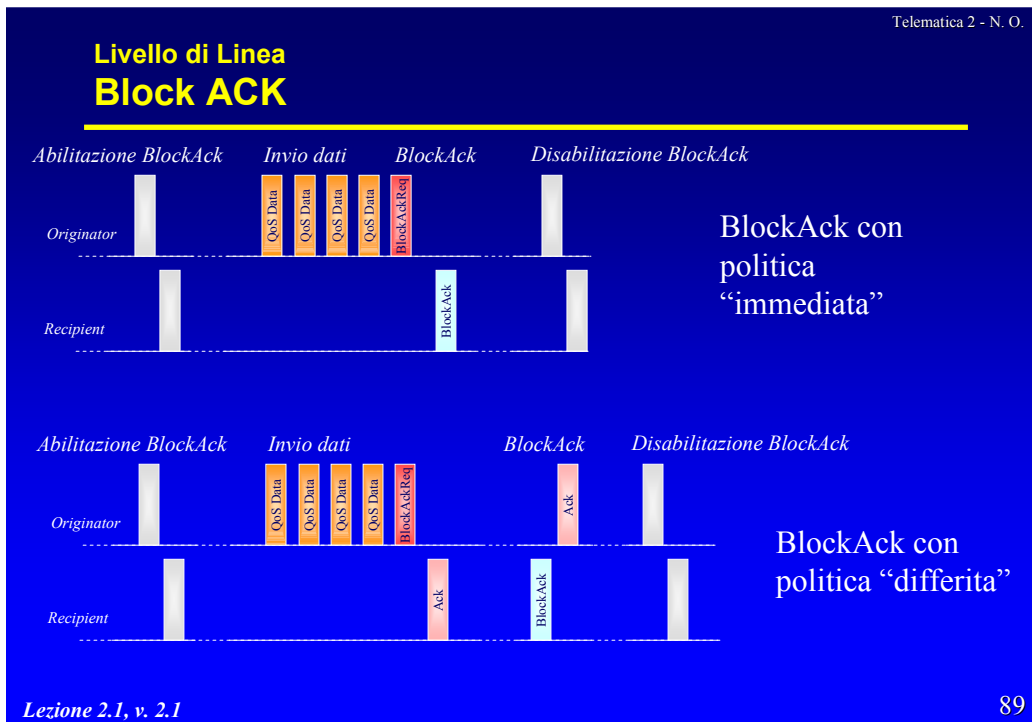 Telematica 2 - N. O.
Livello di Linea
Block ACK
Abilitazione BlockAck Invio dati BlockAck Disabilitazione BlockAck
Originator
QoS Data
QoS Data
QoS Data
QoS Data
BlockAckReq
Recipient
BlockAck
BlockAck con
politica
“immediata”
Abilitazione BlockAck Invio dati BlockAck Disabilitazione BlockAck
Originator
QoS Data
QoS Data
QoS Data
QoS Data
BlockAckReq
Ack
Recipient
Ack
BlockAck
BlockAck con
politica “differita”
Lezione 2.1, v. 2.1
89